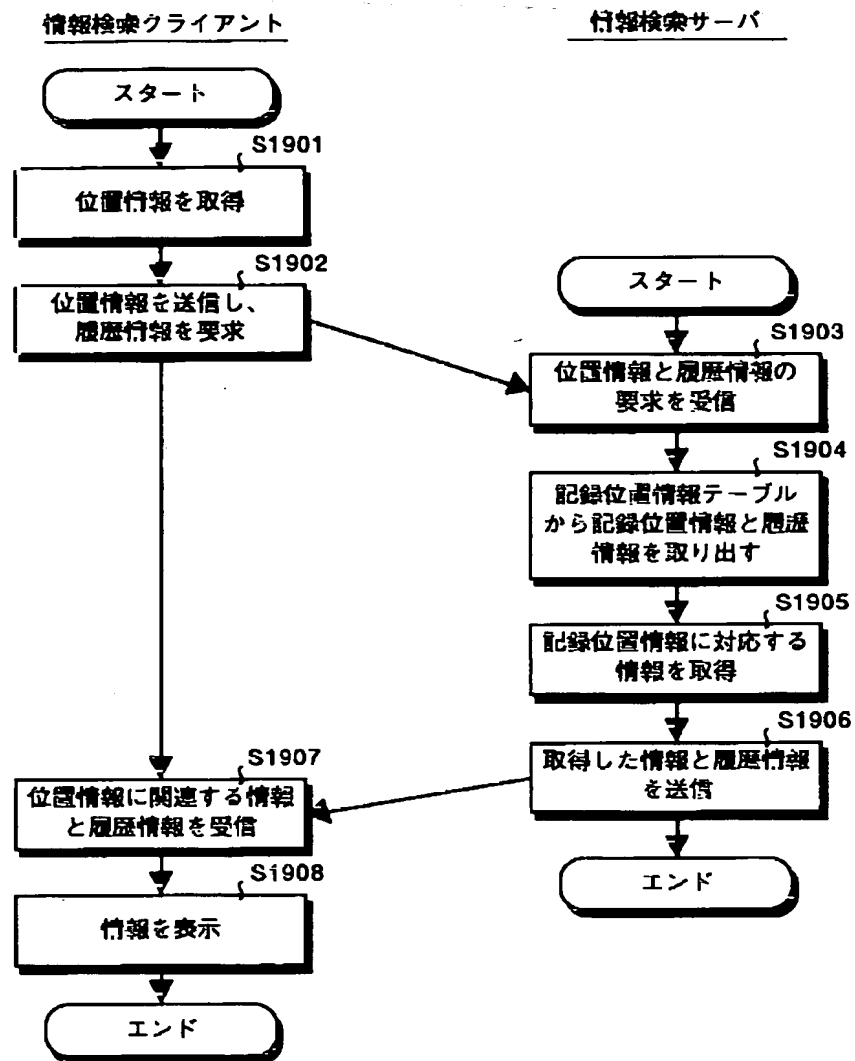 情報検索クライアント
スタート
S1901
位置情報を取得
S1902
位置情報を送信し、
履歴情報を要求
S1907
位置情報に関連する情報
と履歴情報を受信
S1908
情報を表示
エンド
情報検索サーバ
スタート
S1903
位置情報と履歴情報の
要求を受信
S1904
記録位置情報テーブル
から記録位置情報と履歴
情報を取り出す
S1905
記録位置情報に対応する
情報を取得
S1906
取得した情報と履歴情報
を送信
エンド